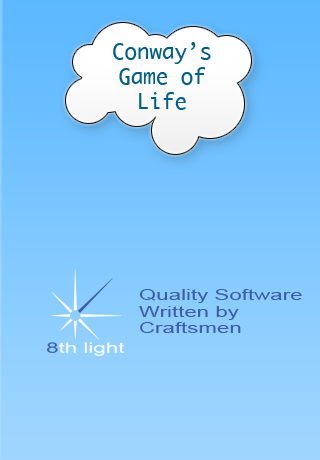 Conway's
Game of
Life
Quality Software
Written by
Craftsmen
8th light